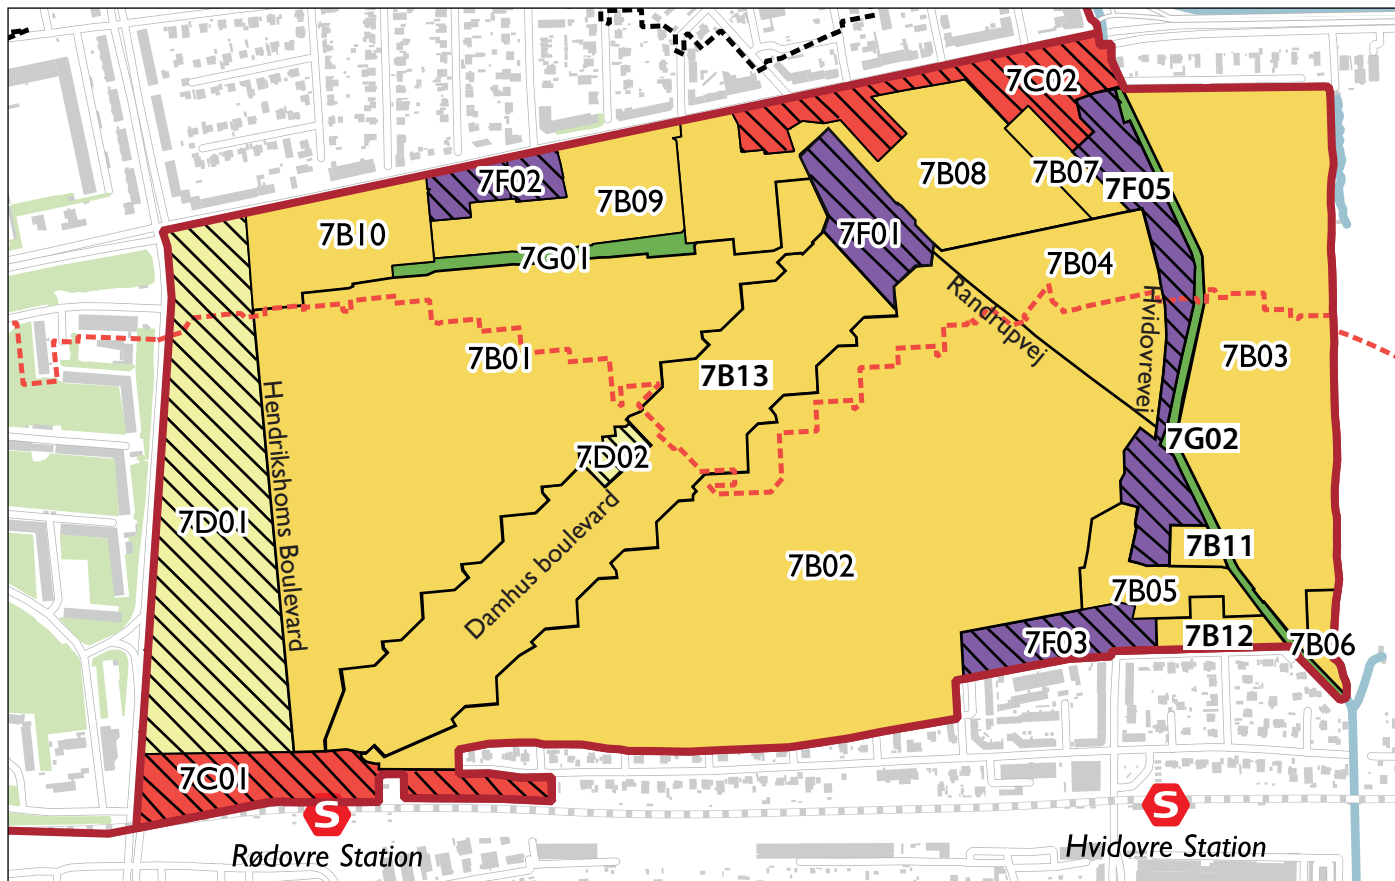 7C02
7F02
7B09
7B08
7B07
7F05
7B10
7F01
7G01
7B04
Randrupvej
Hvidovrevej
7B01
7B13
7B03
Hendriksholms Boulevard
7D02
7G02
7D01
Damhus boulevard
7B02
7B11
7B05
7F03
7B12
7B06
7C01
S
S
Rødovre Station
Hvidovre Station